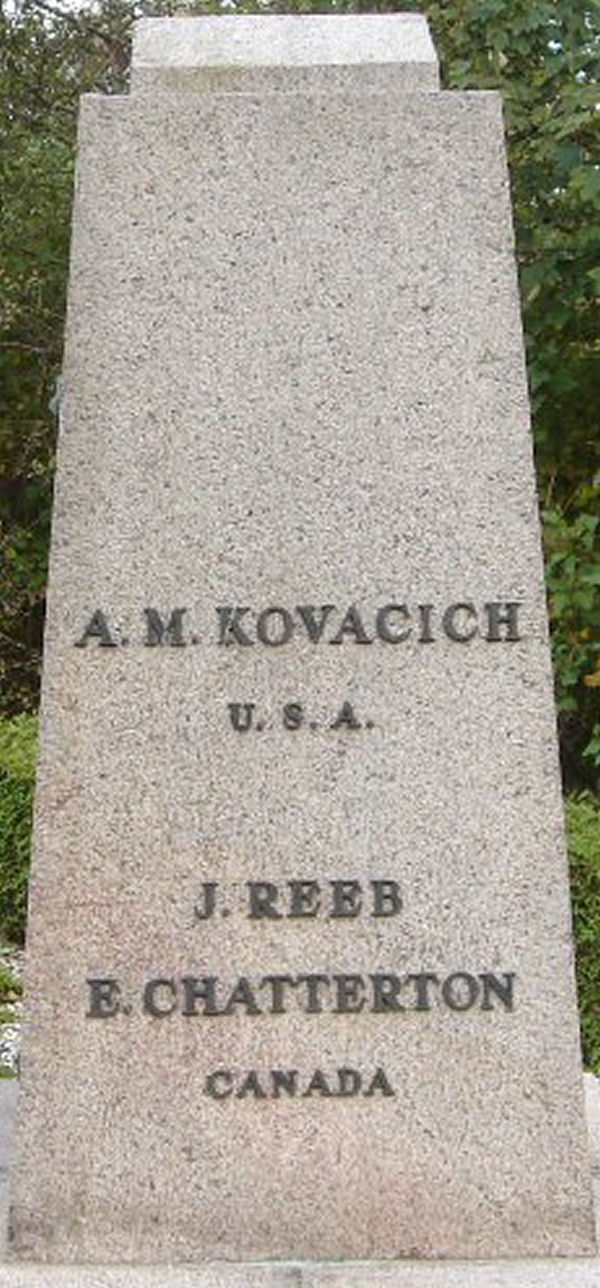 A. M. KOVACICH
U. S. A.
J. REEB
E. CHATTERTON
CANADA